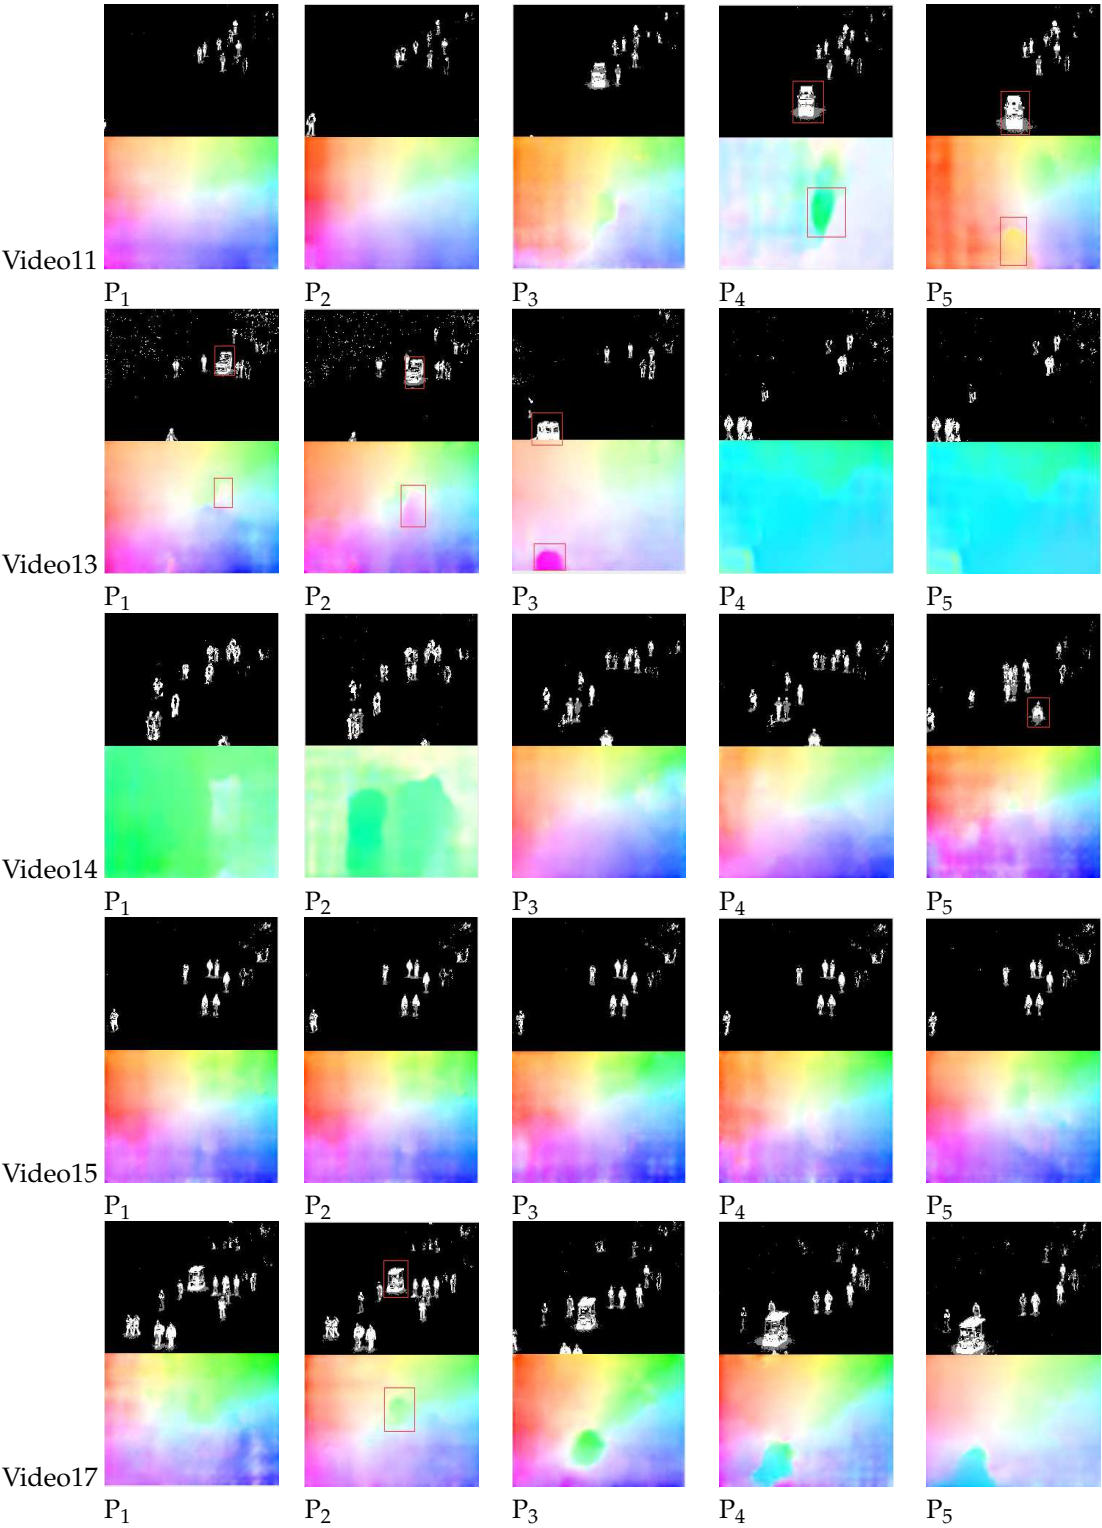 Video11
P₁ P₂ P₃ P₄ P₅
Video13
P₁ P₂ P₃ P₄ P₅
Video14
P₁ P₂ P₃ P₄ P₅
Video15
P₁ P₂ P₃ P₄ P₅
Video17
P₁ P₂ P₃ P₄ P₅